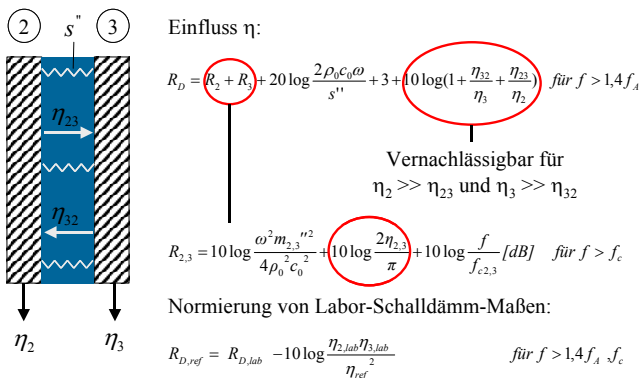 2 s" 3
Einfluss η:
R_D = R_2 + R_3 + 20 log (2ρ_0 c_0 ω / s'') + 3 + 10 log(1 + η_32/η_3 + η_23/η_2) für f > 1,4 f_A
η_23
Vernachlässigbar für
η_2 >> η_23 und η_3 >> η_32
η_32
R_2,3 = 10 log (ω² m_2,3''² / 4ρ_0² c_0²) + 10 log (2η_2,3 / π) + 10 log (f / f_c2,3) [dB] für f > f_c
Normierung von Labor-Schalldämm-Maßen:
η_2 η_3
R_D,ref = R_D,lab - 10 log (η_2,lab η_3,lab / η_ref²) für f > 1,4 f_A , f_c